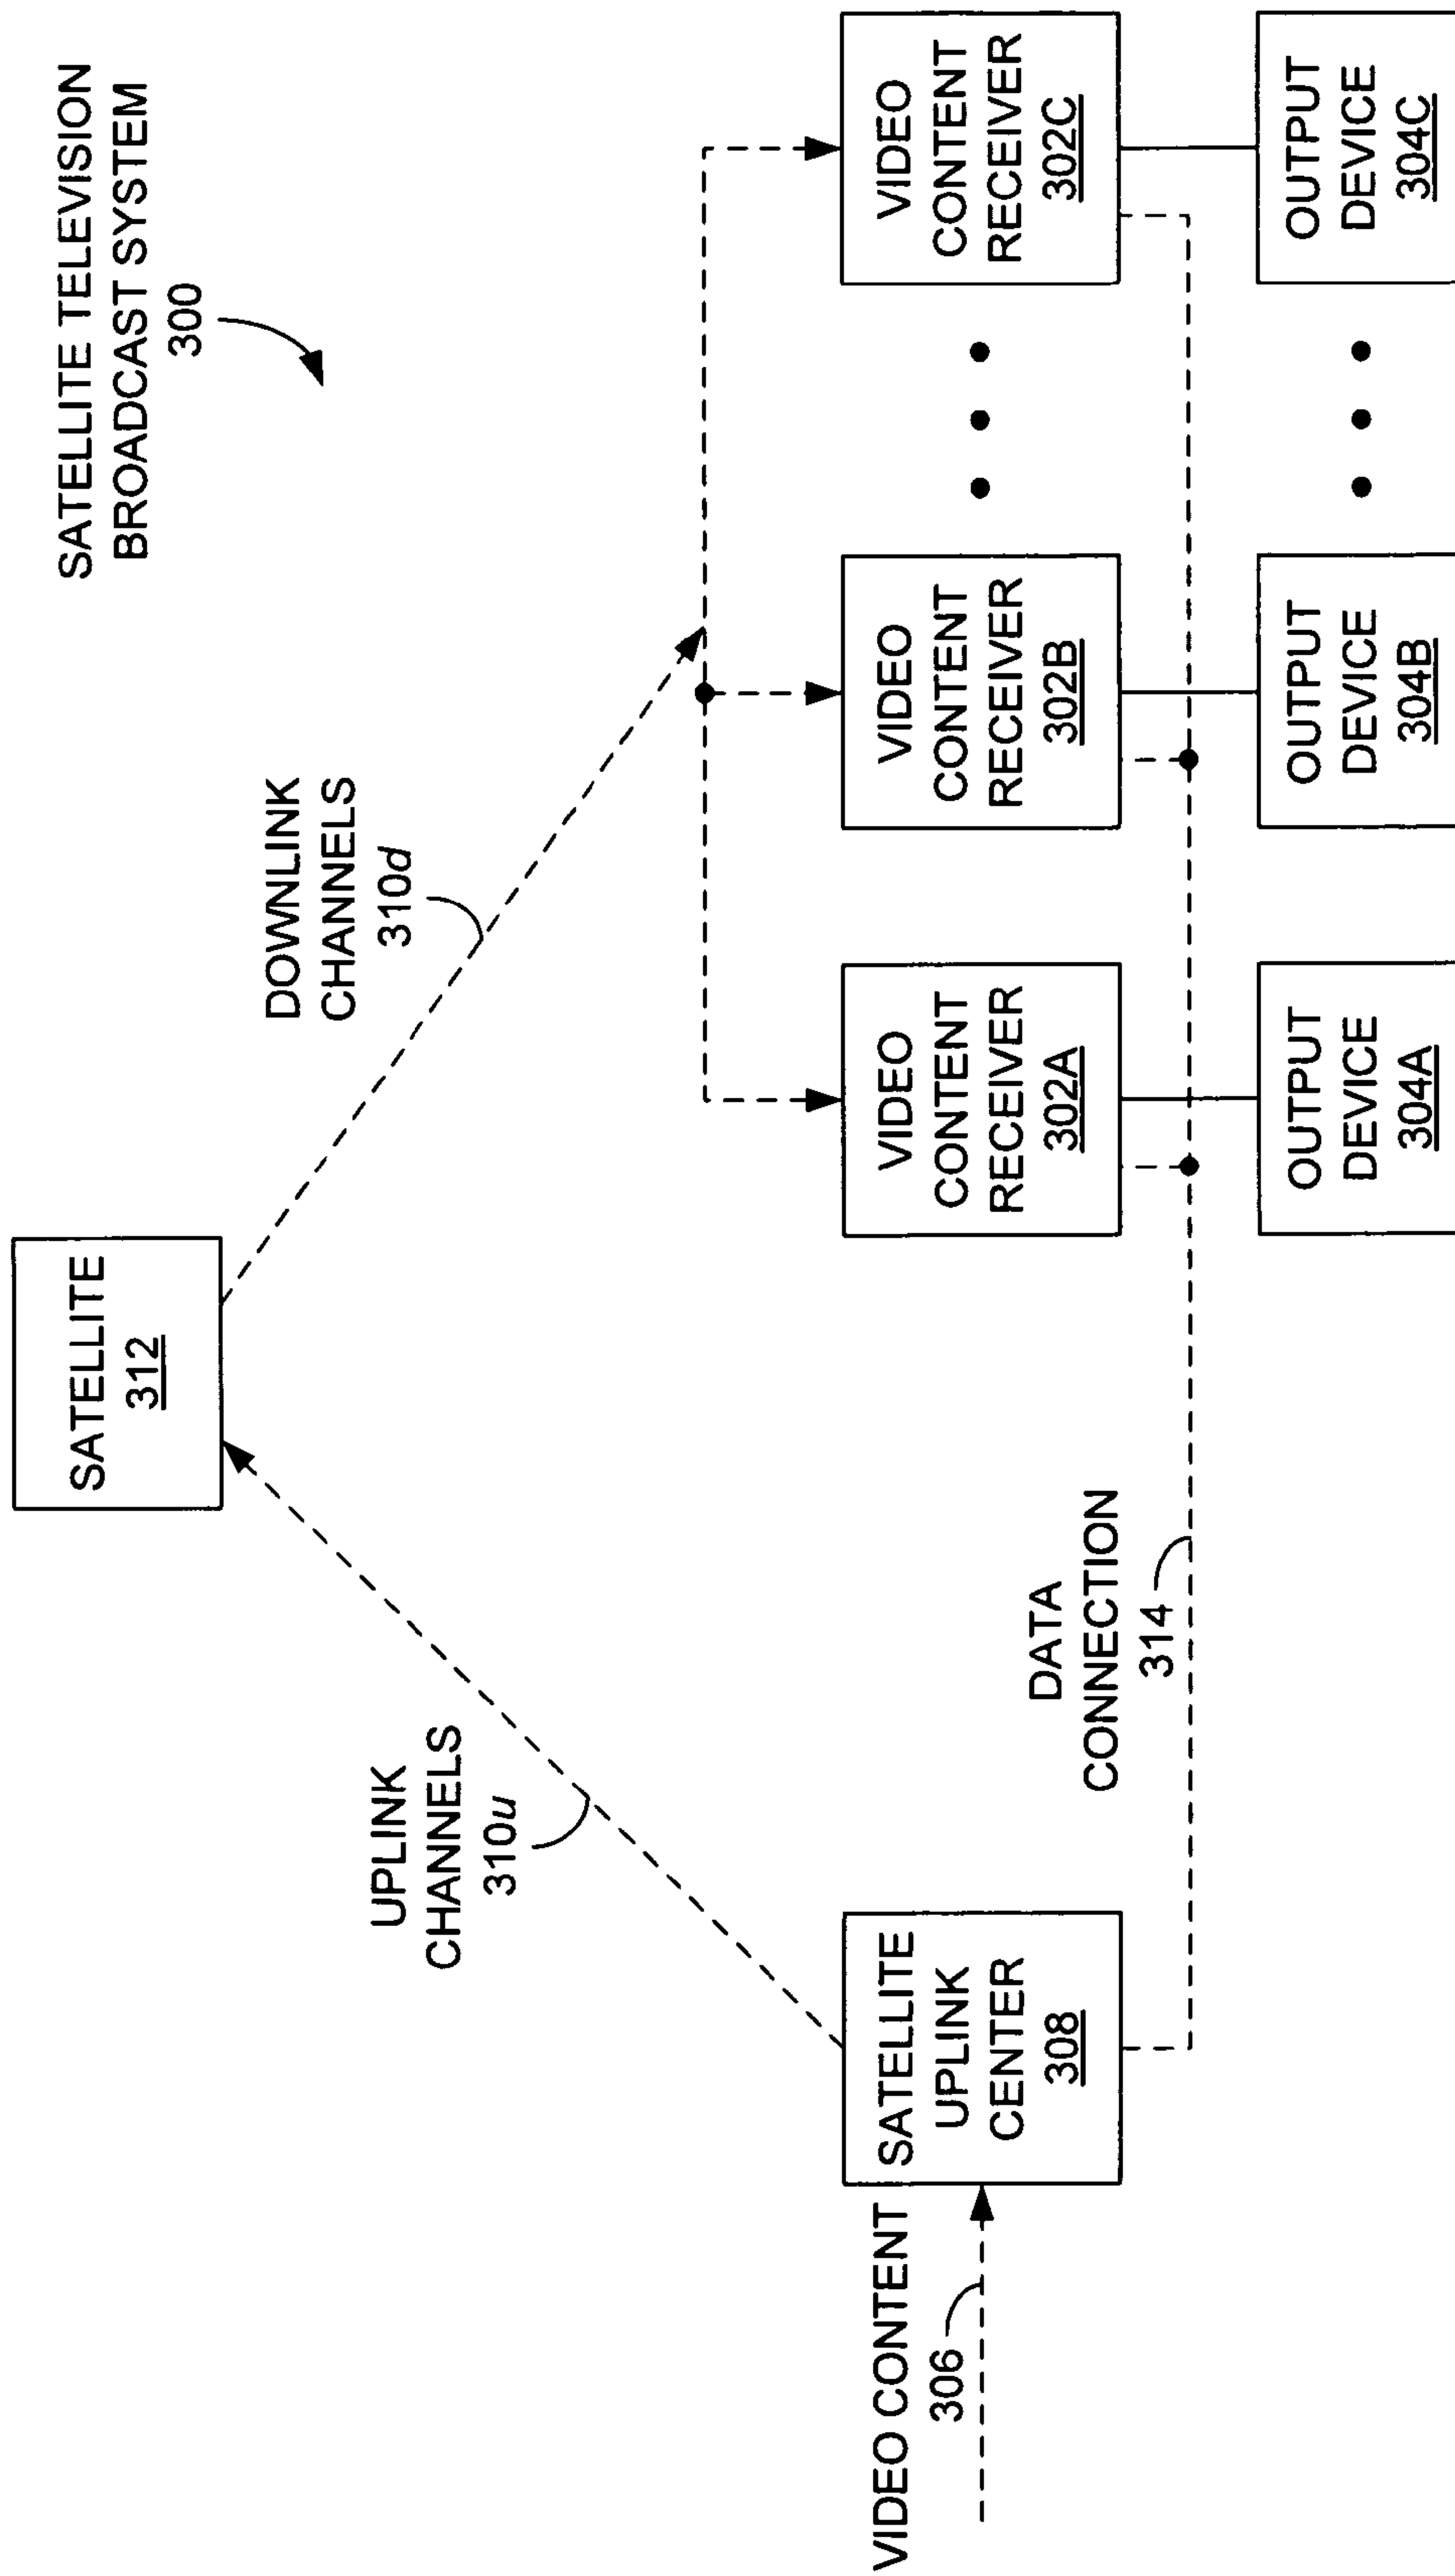 SATELLITE TELEVISION
BROADCAST SYSTEM
300
SATELLITE
312
DOWNLINK
CHANNELS
310d
UPLINK
CHANNELS
310u
VIDEO CONTENT
306
SATELLITE
UPLINK
CENTER
308
DATA
CONNECTION
314
VIDEO
CONTENT
RECEIVER
302A
VIDEO
CONTENT
RECEIVER
302B
VIDEO
CONTENT
RECEIVER
302C
OUTPUT
DEVICE
304A
OUTPUT
DEVICE
304B
OUTPUT
DEVICE
304C